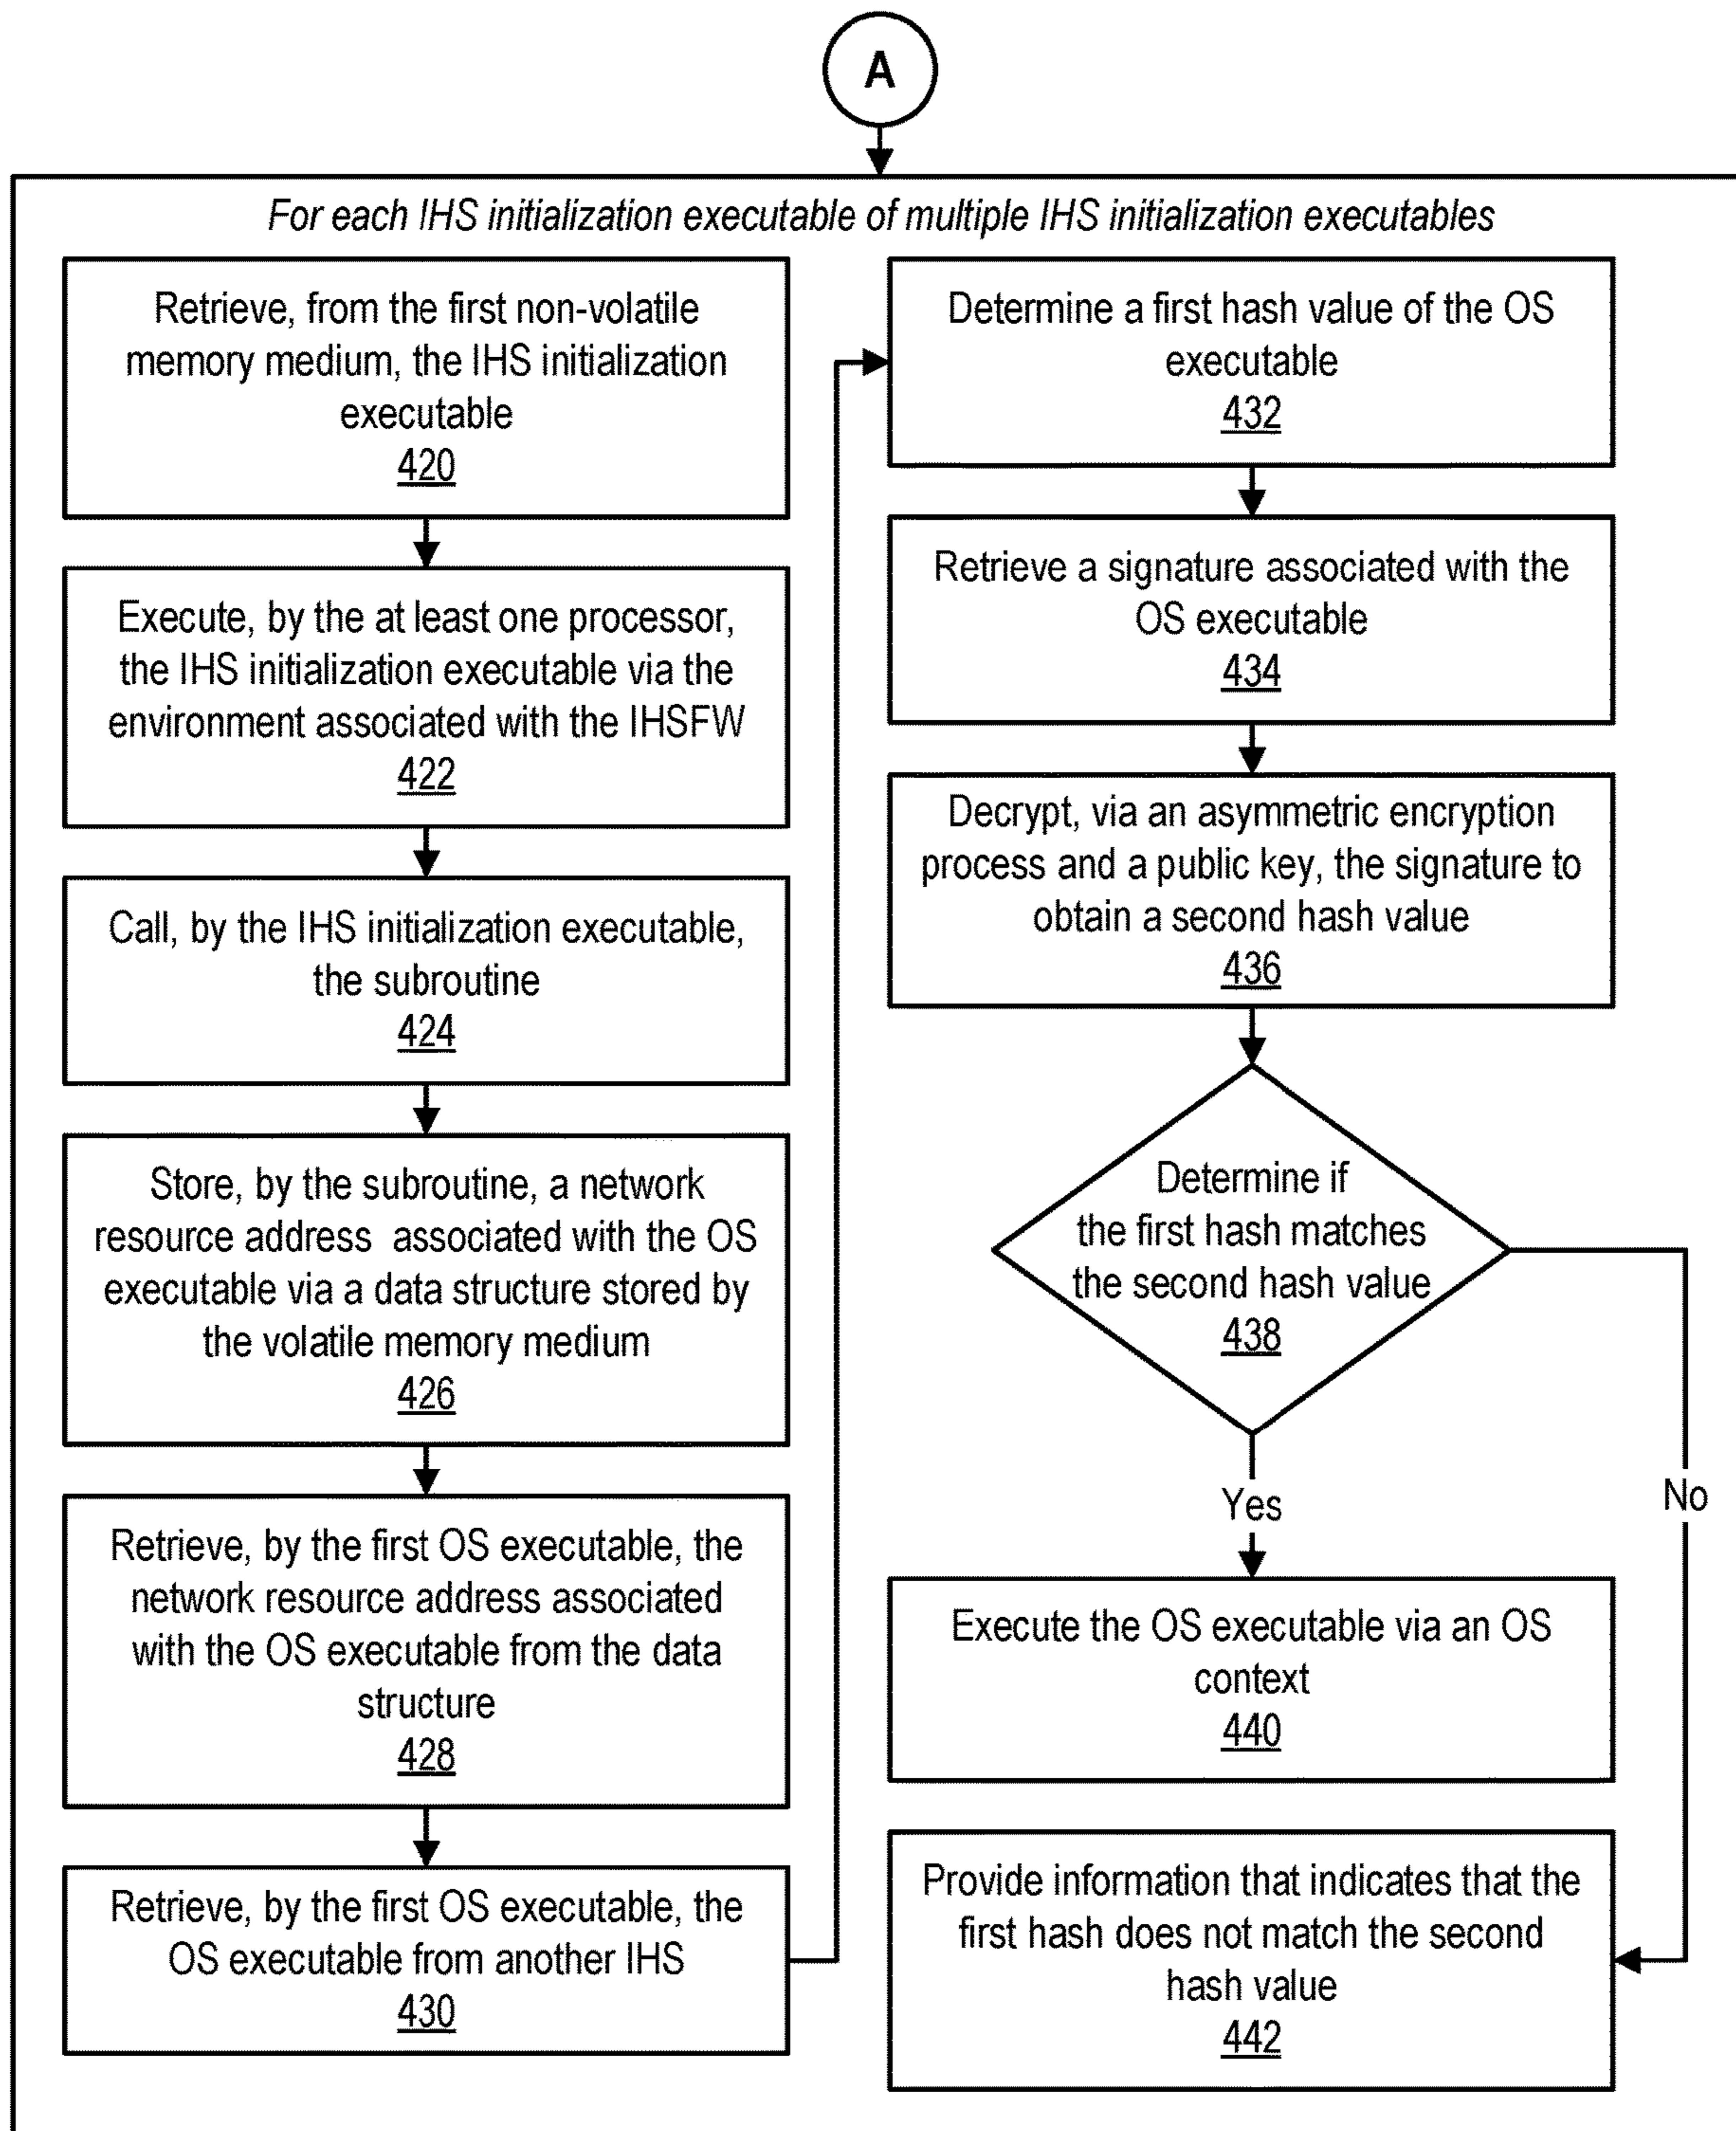 A
For each IHS initialization executable of multiple IHS initialization executables
Retrieve, from the first non-volatile
memory medium, the IHS initialization
executable
420
Execute, by the at least one processor,
the IHS initialization executable via the
environment associated with the IHSFW
422
Call, by the IHS initialization executable,
the subroutine
424
Store, by the subroutine, a network
resource address associated with the OS
executable via a data structure stored by
the volatile memory medium
426
Retrieve, by the first OS executable, the
network resource address associated
with the OS executable from the data
structure
428
Retrieve, by the first OS executable, the
OS executable from another IHS
430
Determine a first hash value of the OS
executable
432
Retrieve a signature associated with the
OS executable
434
Decrypt, via an asymmetric encryption
process and a public key, the signature to
obtain a second hash value
436
Determine if
the first hash matches
the second hash value
438
Yes
No
Execute the OS executable via an OS
context
440
Provide information that indicates that the
first hash does not match the second
hash value
442